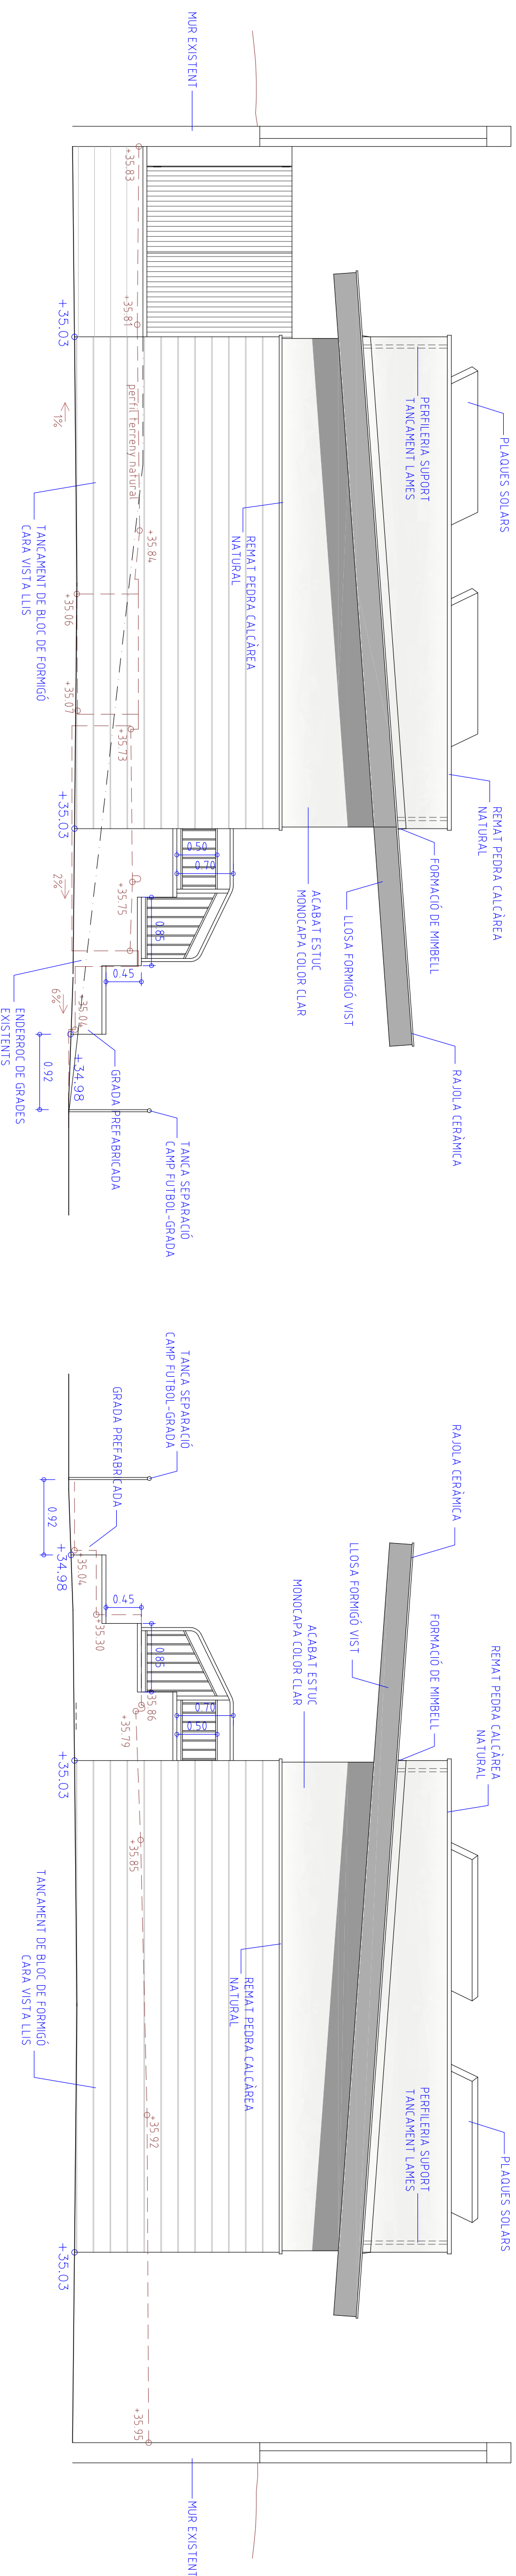 MUR EXISTENT
+35.83
+35.81
+35.03
1%
perfil terreny natural
+35.84
TANCAMENT DE BLOC DE FORMIGÓ
CARA VISTA LLIS
PERFILERIA SUPORT
TANCAMENT LAMES
PLAQUES SOLARS
REMAT PEDRA CALCÀREA
NATURAL
+35.06
+35.07
+35.73
+35.03
2%
+35.75
0.50
0.70
0.85
0.45
REMAT PEDRA CALCÀREA
NATURAL
FORMACIÓ DE MIMBELL
LLOSA FORMIGÓ VIST
ACABAT ESTUC
MONOCAPA COLOR CLAR
6%
+35.04
+34.98
0.92
ENDERROC DE GRADES
EXISTENTS
GRADA PREFABRICADA
RAJOLA CERÀMICA
TANCA SEPARACIÓ
CAMP FUTBOL-GRADA
TANCA SEPARACIÓ
CAMP FUTBOL-GRADA
GRADA PREFABRICADA
RAJOLA CERÀMICA
0.92
+35.04
+34.98
+35.30
0.45
0.85
+35.86
+35.79
0.70
0.50
LLOSA FORMIGÓ VIST
ACABAT ESTUC
MONOCAPA COLOR CLAR
FORMACIÓ DE MIMBELL
REMAT PEDRA CALCÀREA
NATURAL
+35.03
+35.85
TANCAMENT DE BLOC DE FORMIGÓ
CARA VISTA LLIS
REMAT PEDRA CALCÀREA
NATURAL
+35.92
PERFILERIA SUPORT
TANCAMENT LAMES
PLAQUES SOLARS
+35.03
+35.95
MUR EXISTENT